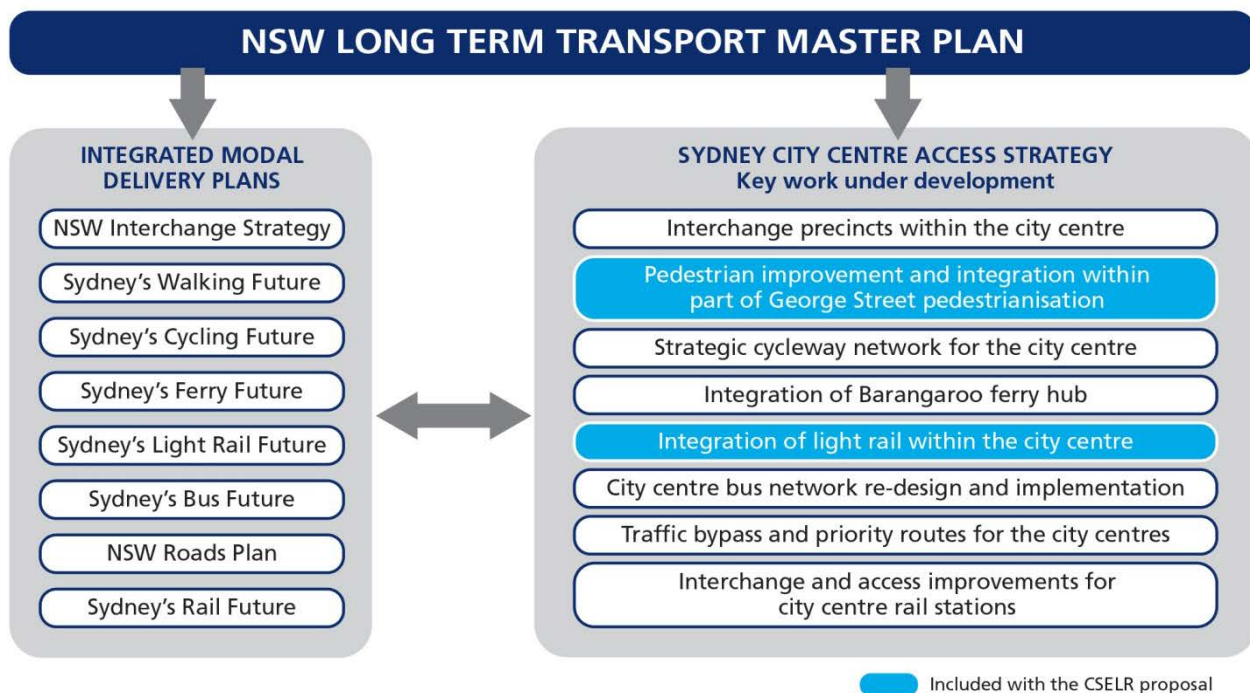 NSW LONG TERM TRANSPORT MASTER PLAN
INTEGRATED MODAL
DELIVERY PLANS
NSW Interchange Strategy
Sydney's Walking Future
Sydney's Cycling Future
Sydney's Ferry Future
Sydney's Light Rail Future
Sydney's Bus Future
NSW Roads Plan
Sydney's Rail Future
SYDNEY CITY CENTRE ACCESS STRATEGY
Key work under development
Interchange precincts within the city centre
Pedestrian improvement and integration within
part of George Street pedestrianisation
Strategic cycleway network for the city centre
Integration of Barangaroo ferry hub
Integration of light rail within the city centre
City centre bus network re-design and implementation
Traffic bypass and priority routes for the city centres
Interchange and access improvements for
city centre rail stations
Included with the CSELR proposal